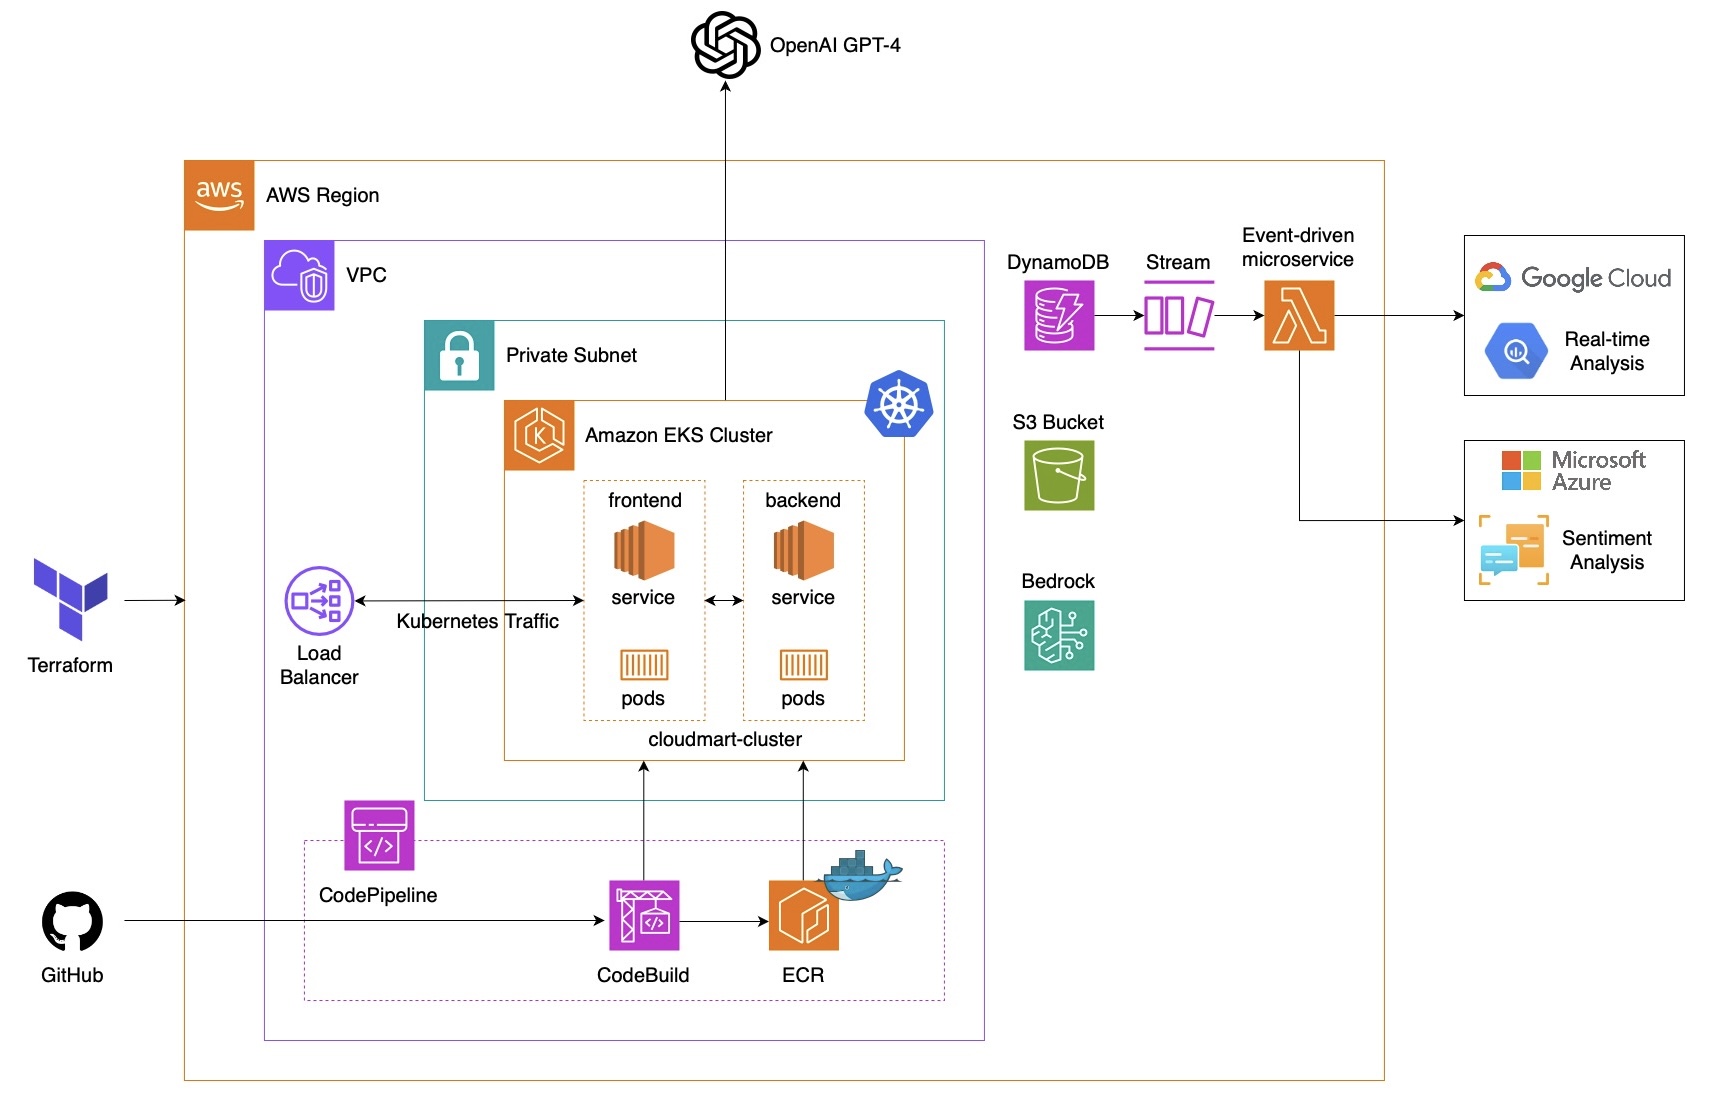 OpenAI GPT-4
aws
AWS Region
VPC
Private Subnet
Amazon EKS Cluster
frontend
service
pods
backend
service
pods
cloudmart-cluster
Load
Balancer
Kubernetes Traffic
Terraform
GitHub
CodePipeline
CodeBuild
ECR
DynamoDB
Stream
Event-driven
microservice
S3 Bucket
Bedrock
Google Cloud
Real-time
Analysis
Microsoft
Azure
Sentiment
Analysis